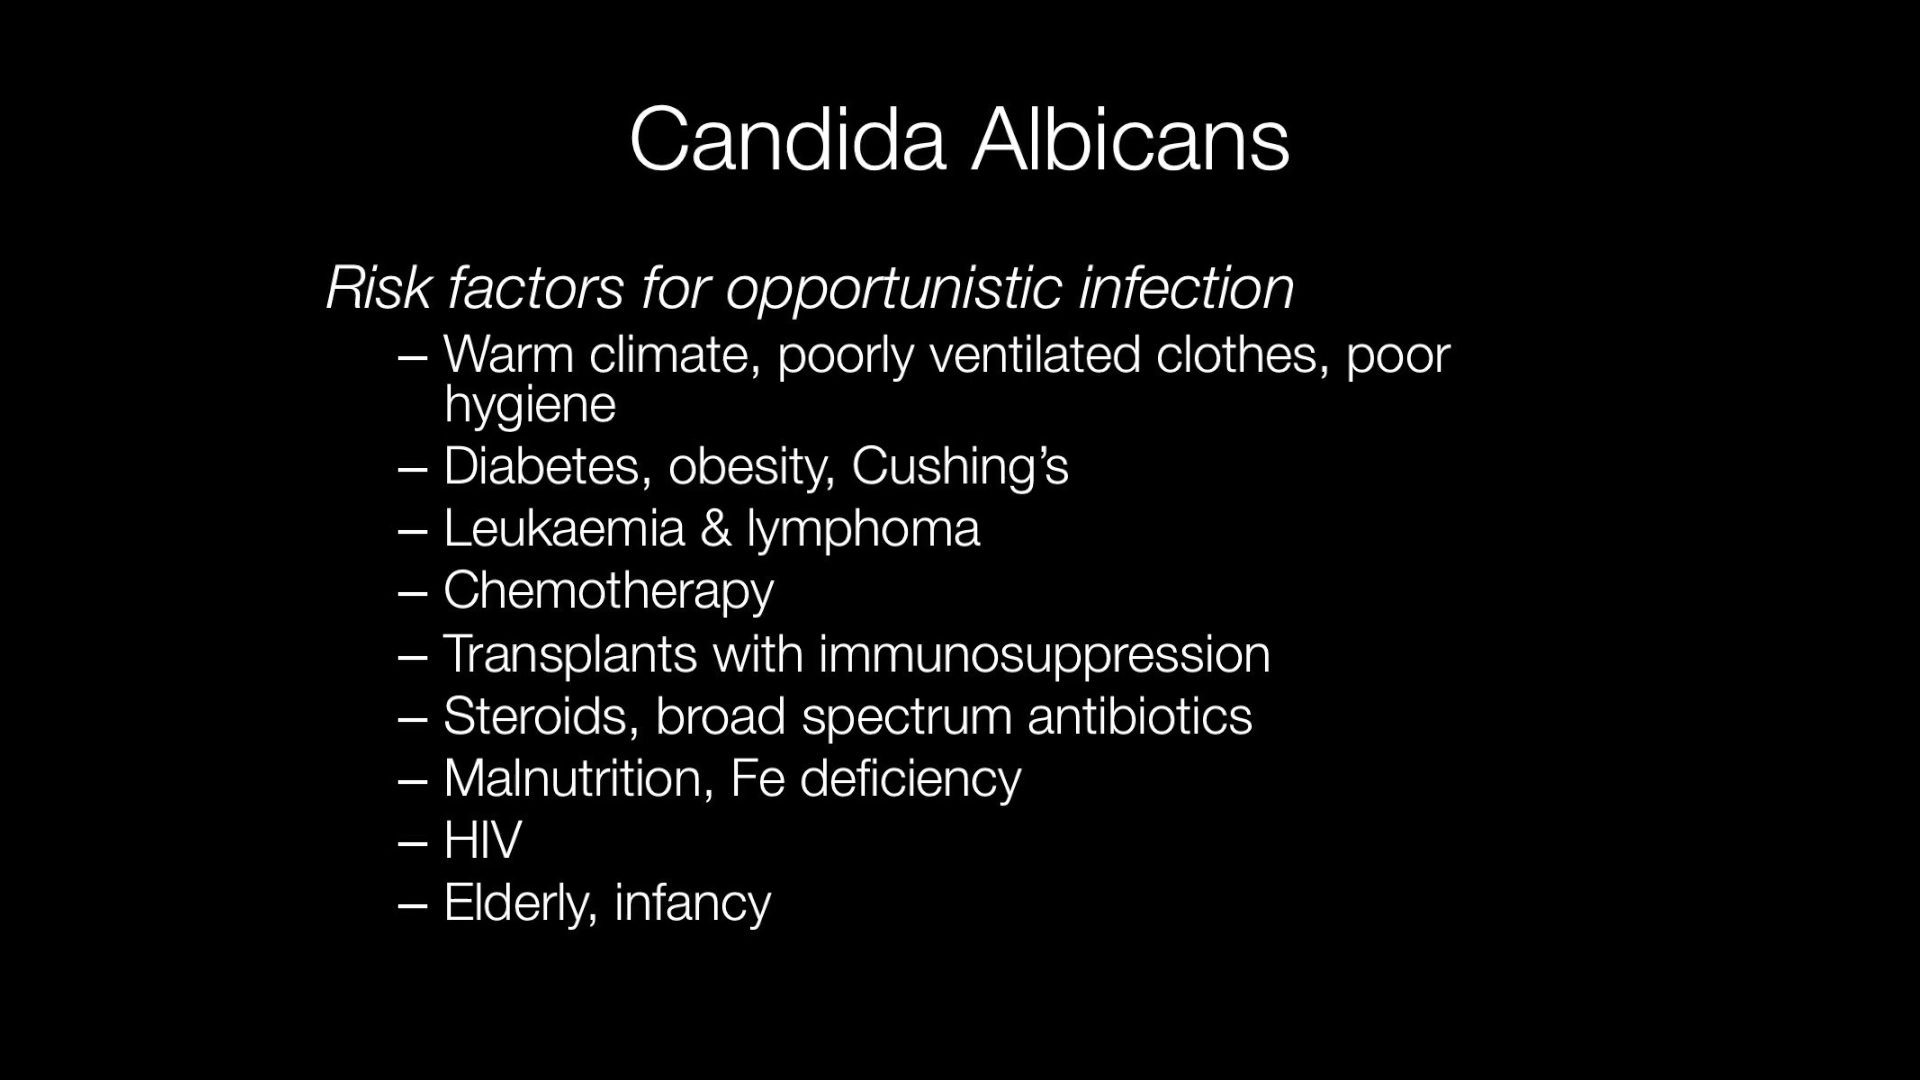 Candida Albicans
Risk factors for opportunistic infection
– Warm climate, poorly ventilated clothes, poor
hygiene
– Diabetes, obesity, Cushing’s
– Leukaemia & lymphoma
– Chemotherapy
– Transplants with immunosuppression
– Steroids, broad spectrum antibiotics
– Malnutrition, Fe deficiency
– HIV
– Elderly, infancy